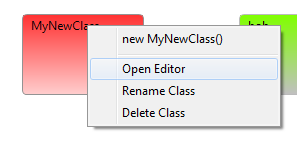 MyNewClass
bob
new MyNewClass()
Open Editor
Rename Class
Delete Class